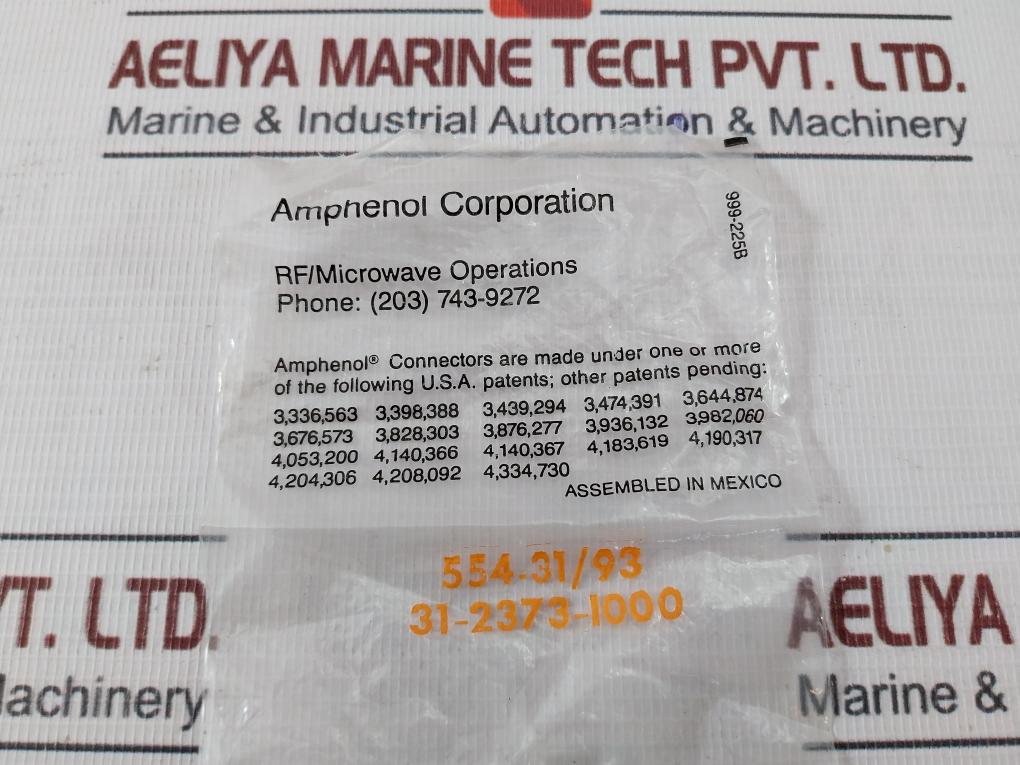 AELIYA MARINE TECH PVT. LTD.
Marine & Industrial Automation & Machinery
Amphenol Corporation
999-225B
RF/Microwave Operations
Phone: (203) 743-9272
Amphenol® Connectors are made under one or more
of the following U.S.A. patents; other patents pending:
3,336,563 3,398,388 3,439,294 3,474,391 3,644,874
3,676,573 3,828,303 3,876,277 3,936,132 3,982,060
4,053,200 4,140,366 4,140,367 4,183,619 4,190,317
4,204,306 4,208,092 4,334,730
ASSEMBLED IN MEXICO
554-31/93
31-2373-1000
VT. LTD.
Machinery
AELIYA
Marine &